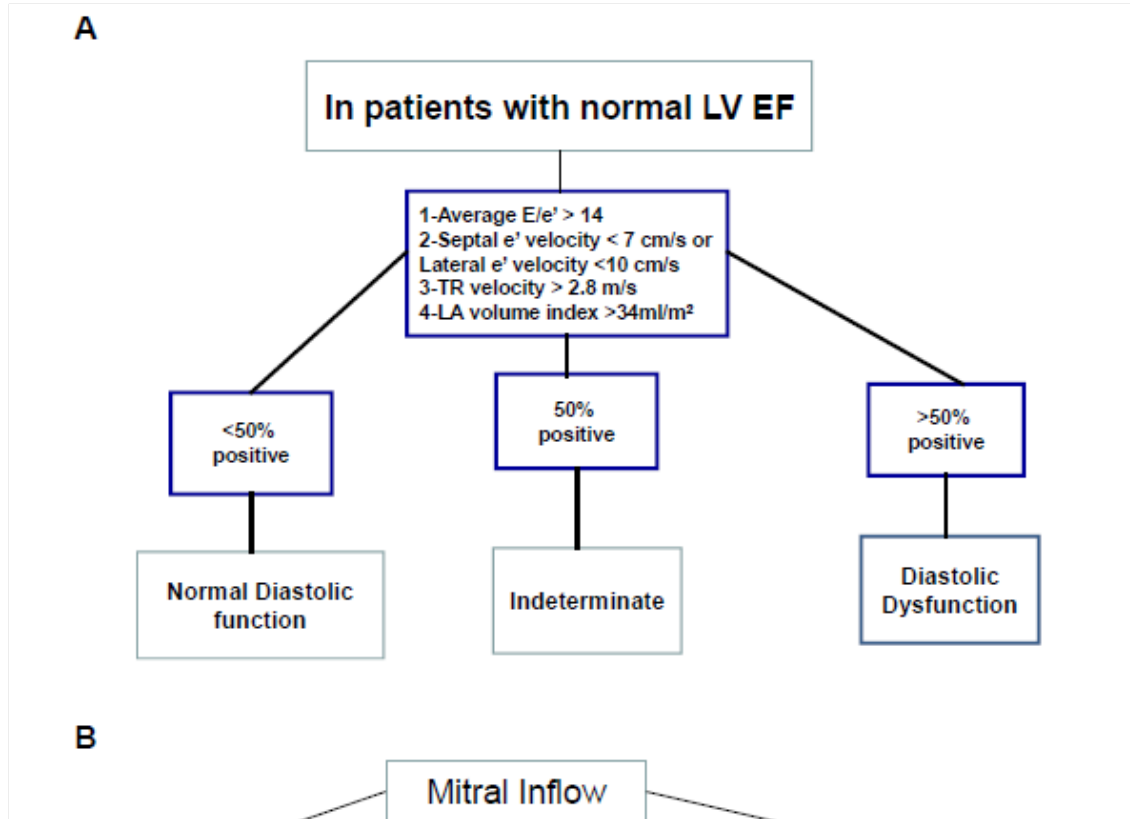 A
In patients with normal LV EF
1-Average E/e' > 14
2-Septal e' velocity < 7 cm/s or
Lateral e' velocity <10 cm/s
3-TR velocity > 2.8 m/s
4-LA volume index >34ml/m²
<50%
positive
50%
positive
>50%
positive
Normal Diastolic
function
Indeterminate
Diastolic
Dysfunction
B
Mitral Inflow